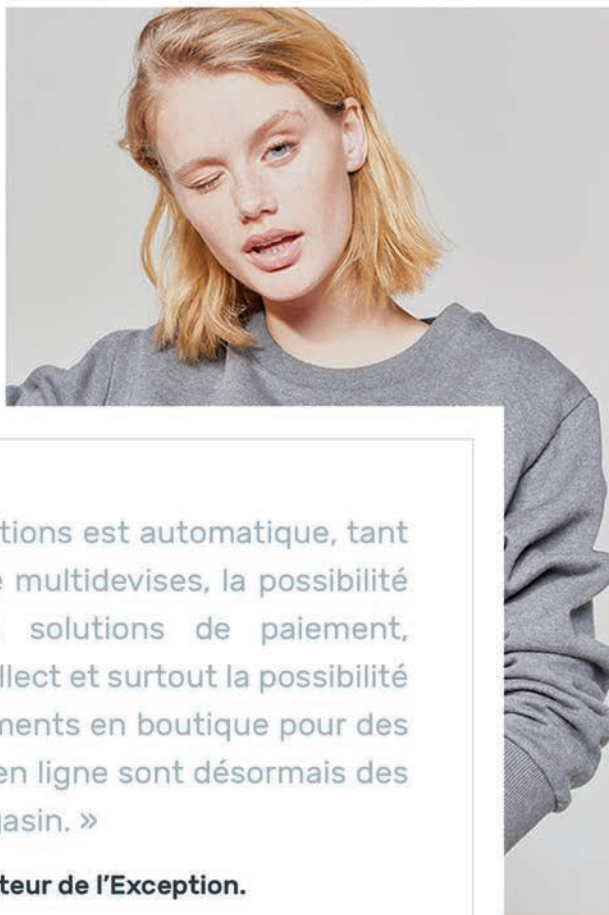 tions est automatique, tant
multidevises, la possibilité
solutions de paiement,
llect et surtout la possibilité
ments en boutique pour des
en ligne sont désormais des
gasin. »
teur de l'Exception.